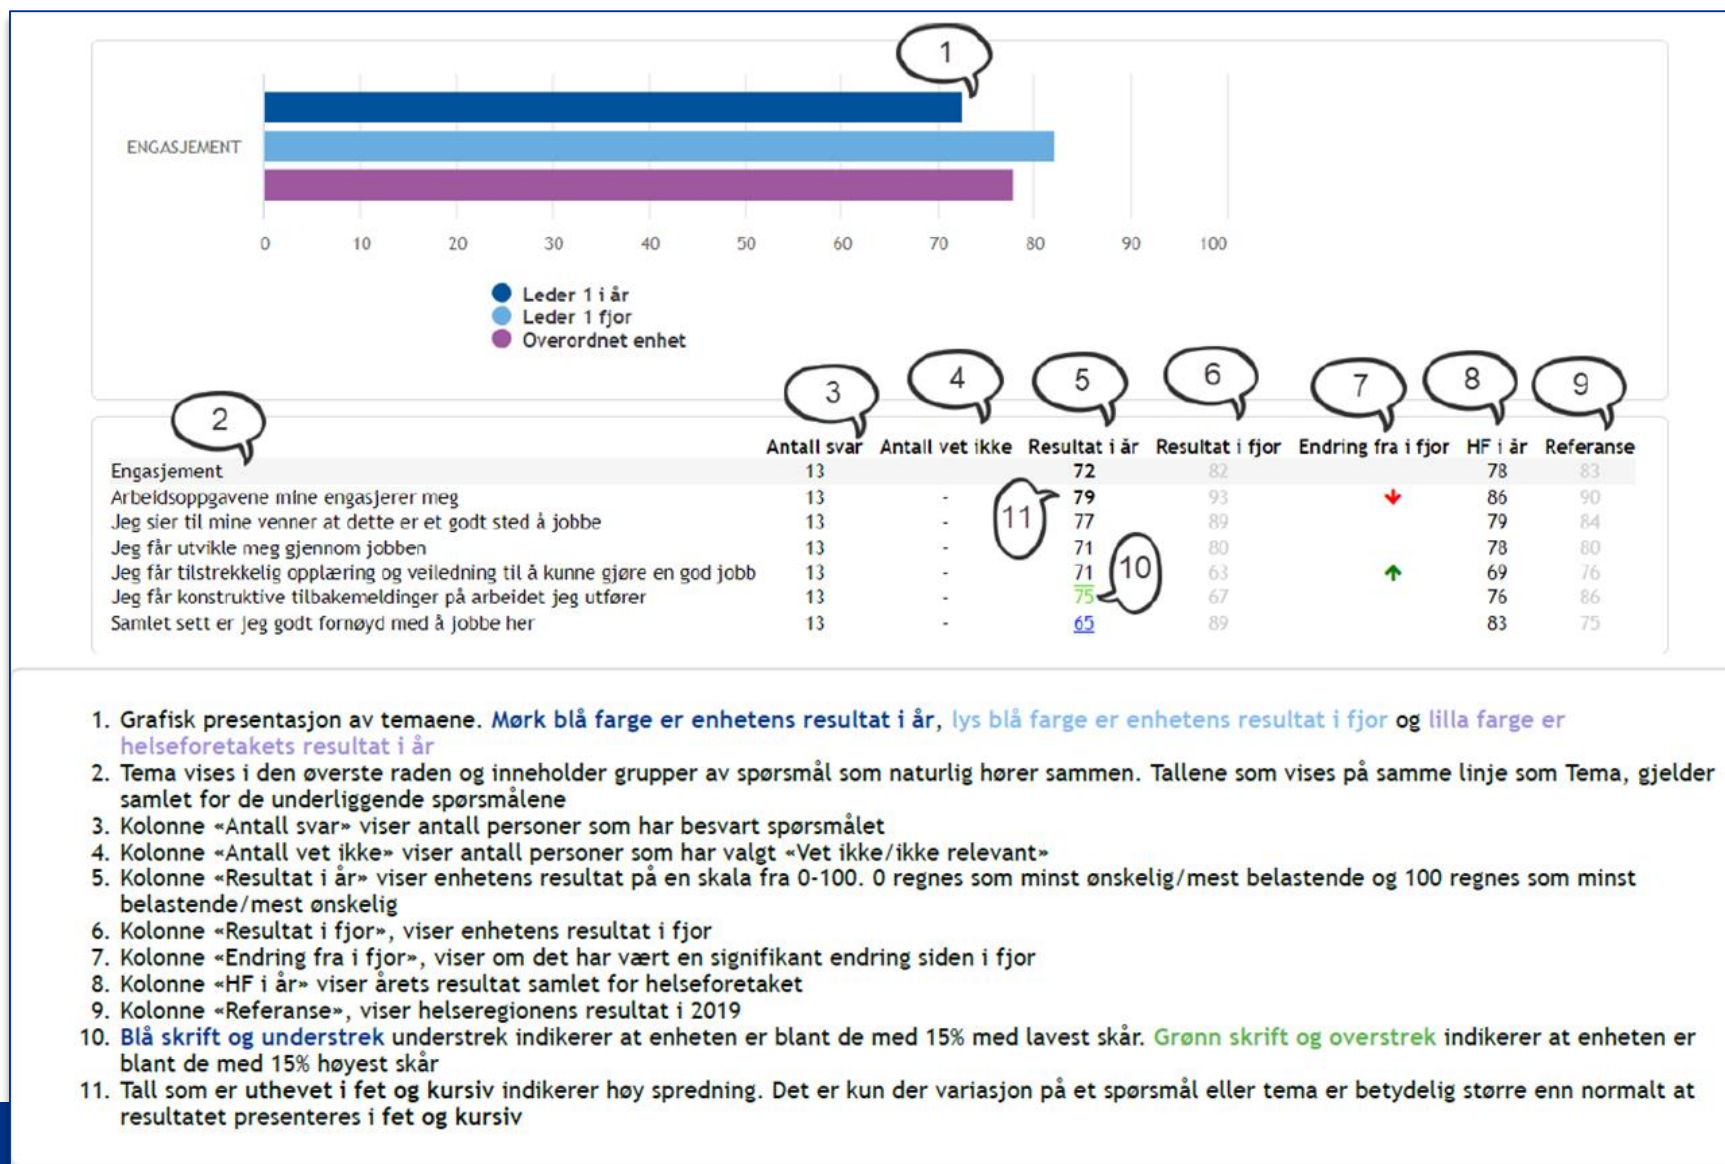 1
ENGASJEMENT
0 10 20 30 40 50 60 70 80 90 100
Leder 1 i år
Leder 1 fjor
Overordnet enhet
2 3 4 5 6 7 8 9
Antall svar Antall vet ikke Resultat i år Resultat i fjor Endring fra i fjor HF i år Referanse
Engasjement 13 72 82 78 83
Arbeidsoppgavene mine engasjerer meg 13 - 79 93 86 90
Jeg sier til mine venner at dette er et godt sted å jobbe 13 - 11 77 89 79 84
Jeg får utvikle meg gjennom jobben 13 - 71 80 78 80
Jeg får tilstrekkelig opplæring og veiledning til å kunne gjøre en god jobb 13 - 71 10 63 69 76
Jeg får konstruktive tilbakemeldinger på arbeidet jeg utfører 13 - 75 67 76 86
Samlet sett er jeg godt fornøyd med å jobbe her 13 - 65 89 83 75
1. Grafisk presentasjon av temaene. Mørk blå farge er enhetens resultat i år, lys blå farge er enhetens resultat i fjor og lilla farge er
helseforetakets resultat i år
2. Tema vises i den øverste raden og inneholder grupper av spørsmål som naturlig hører sammen. Tallene som vises på samme linje som Tema, gjelder
samlet for de underliggende spørsmålene
3. Kolonne «Antall svar» viser antall personer som har besvart spørsmålet
4. Kolonne «Antall vet ikke» viser antall personer som har valgt «Vet ikke/ikke relevant»
5. Kolonne «Resultat i år» viser enhetens resultat på en skala fra 0-100. 0 regnes som minst ønskelig/mest belastende og 100 regnes som minst
belastende/mest ønskelig
6. Kolonne «Resultat i fjor», viser enhetens resultat i fjor
7. Kolonne «Endring fra i fjor», viser om det har vært en signifikant endring siden i fjor
8. Kolonne «HF i år» viser årets resultat samlet for helseforetaket
9. Kolonne «Referanse», viser helseregionens resultat i 2019
10. Blå skrift og understrek understrek indikerer at enheten er blant de med 15% med lavest skår. Grønn skrift og overstrek indikerer at enheten er
blant de med 15% høyest skår
11. Tall som er uthevet i fet og kursiv indikerer høy spredning. Det er kun der variasjon på et spørsmål eller tema er betydelig større enn normalt at
resultatet presenteres i fet og kursiv